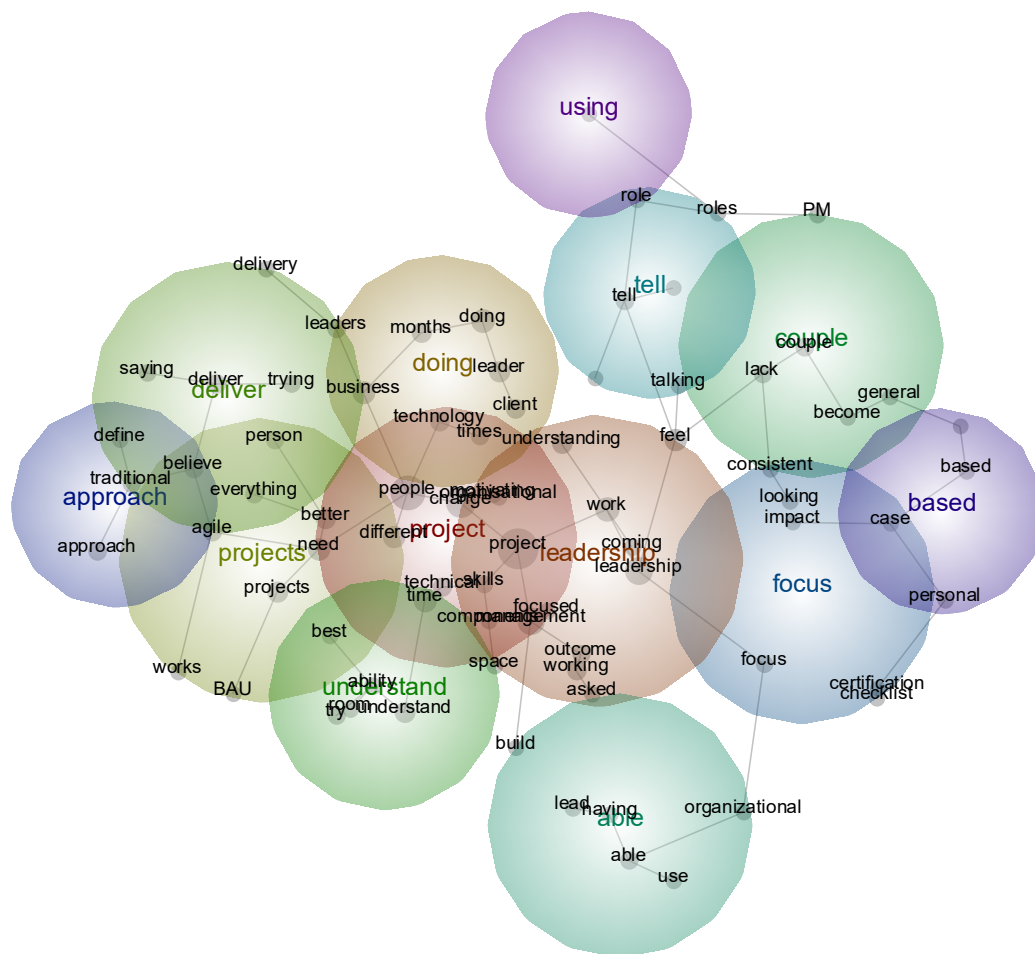 using
role
roles
PM
delivery
tell
tell
leaders
months
doing
couple
couple
saying
deliver
deliver
trying
doing
leader
business
lack
talking
general
client
become
technology
times
define
person
understanding
feel
believe
consistent
based
traditional
approach
everything
people
motivating
organisational
change
looking
based
better
work
impact
case
agile
different
project
approach
projects
need
project
coming
leadership
leadership
technical
skills
focus
projects
time
personal
focused
companies
management
best
outcome
works
space
working
focus
BAU
ability
understand
asked
certification
checklist
room
try
understand
build
lead
having
able
organizational
able
use